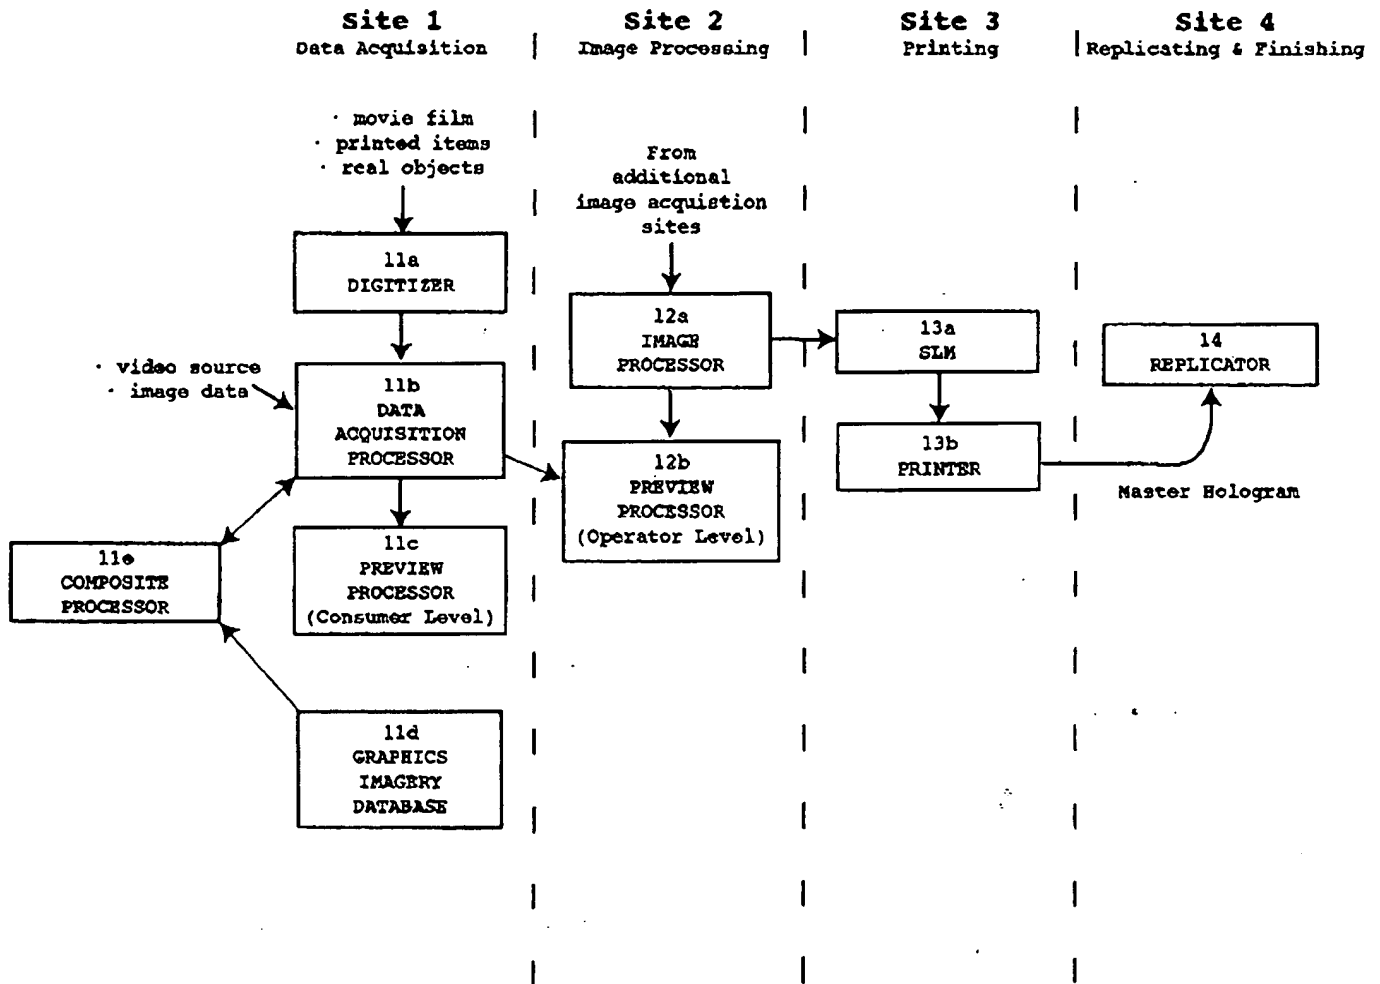 Site 1
Data Acquisition
Site 2
Image Processing
Site 3
Printing
Site 4
Replicating & Finishing
· movie film
· printed items
· real objects
11a
DIGITIZER
· video source
· image data
11b
DATA
ACQUISITION
PROCESSOR
11c
PREVIEW
PROCESSOR
(Consumer Level)
11e
COMPOSITE
PROCESSOR
11d
GRAPHICS
IMAGERY
DATABASE
From
additional
image acquistion
sites
12a
IMAGE
PROCESSOR
12b
PREVIEW
PROCESSOR
(Operator Level)
13a
SLM
13b
PRINTER
14
REPLICATOR
Master Hologram